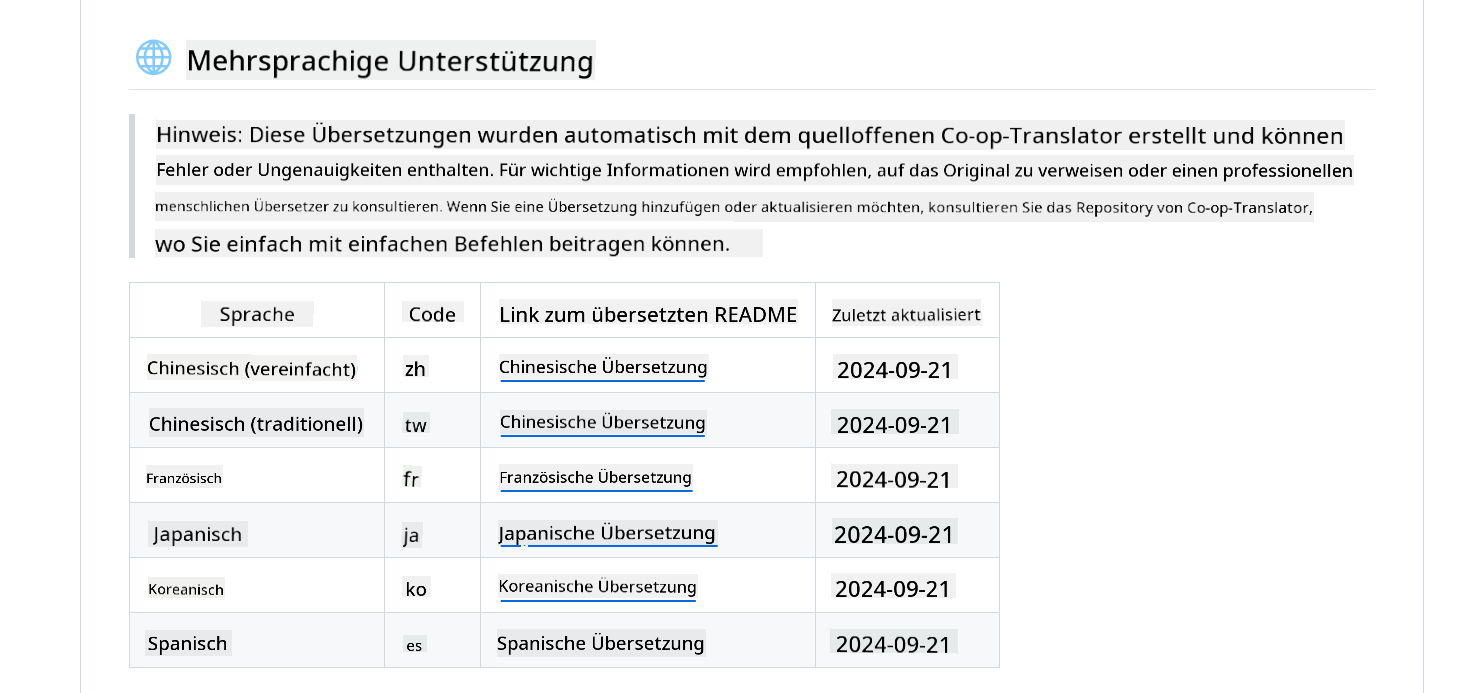 Mehrsprachige Unterstützung
Hinweis: Diese Übersetzungen wurden automatisch mit dem quelloffenen Co-op-Translator erstellt und können
Fehler oder Ungenauigkeiten enthalten. Für wichtige Informationen wird empfohlen, auf das Original zu verweisen oder einen professionellen
menschlichen Übersetzer zu konsultieren. Wenn Sie eine Übersetzung hinzufügen oder aktualisieren möchten, konsultieren Sie das Repository von Co-op-Translator,
wo Sie einfach mit einfachen Befehlen beitragen können.
Sprache Code Link zum übersetzten README Zuletzt aktualisiert
Chinesisch (vereinfacht) zh Chinesische Übersetzung 2024-09-21
Chinesisch (traditionell) tw Chinesische Übersetzung 2024-09-21
Französisch fr Französische Übersetzung 2024-09-21
Japanisch ja Japanische Übersetzung 2024-09-21
Koreanisch ko Koreanische Übersetzung 2024-09-21
Spanisch es Spanische Übersetzung 2024-09-21